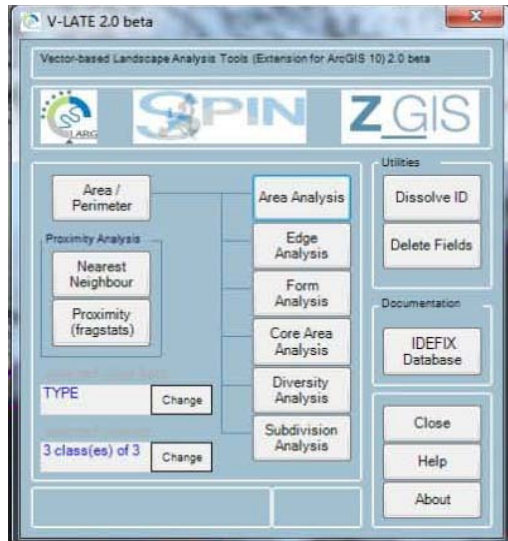 V-LATE 2.0 beta
Vector-based Landscape Analysis Tools (Extension for ArcGIS 10) 2.0 beta
LARG
SPIN
Z_GIS
Area /
Perimeter
Proximity Analysis
Nearest
Neighbour
Proximity
(fragstats)
TYPE
Change
3 class(es) of 3
Change
Area Analysis
Edge
Analysis
Form
Analysis
Core Area
Analysis
Diversity
Analysis
Subdivision
Analysis
Utilities
Dissolve ID
Delete Fields
Documentation
IDEFIX
Database
Close
Help
About